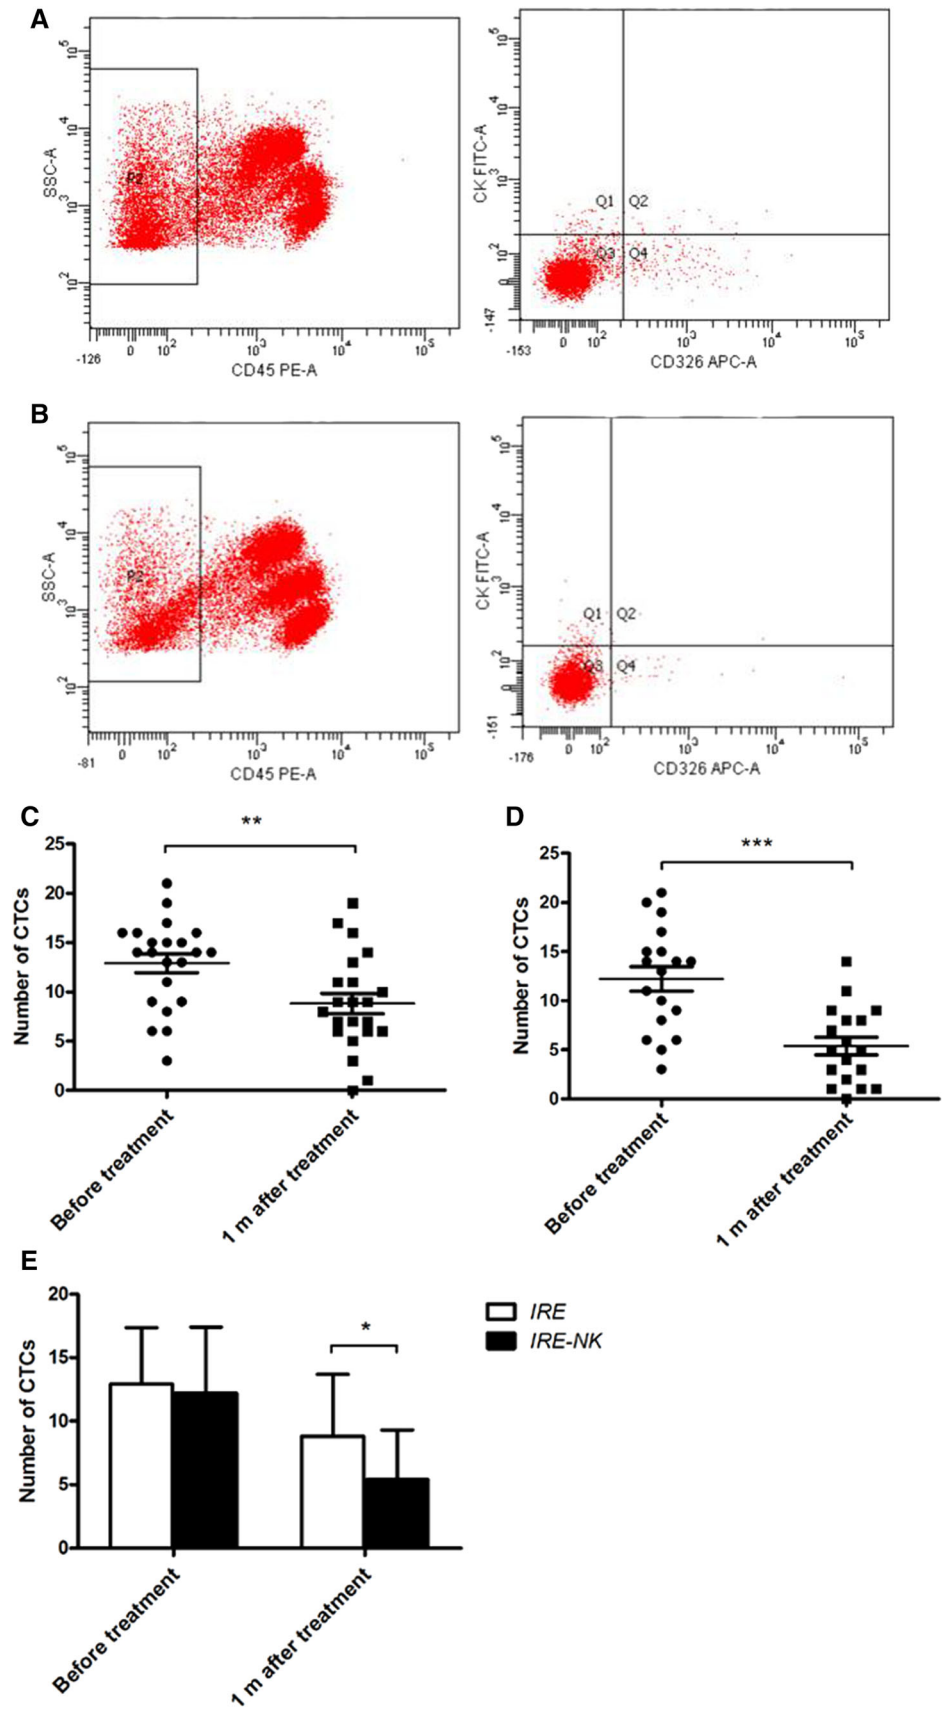 A
SSC-A
10^5
10^4
10^3
10^2
P2
-126
0
10^2
10^3
10^4
10^5
CD45 PE-A
CK FITC-A
10^5
10^4
10^3
10^2
0
-147
Q1
Q2
Q3
Q4
-153
0
10^2
10^3
10^4
10^5
CD326 APC-A
B
SSC-A
10^5
10^4
10^3
10^2
P2
-81
0
10^2
10^3
10^4
10^5
CD45 PE-A
CK FITC-A
10^5
10^4
10^3
10^2
0
-151
Q1
Q2
Q3
Q4
-176
0
10^2
10^3
10^4
10^5
CD326 APC-A
C
**
Number of CTCs
25
20
15
10
5
0
Before treatment
1 m after treatment
D
***
Number of CTCs
25
20
15
10
5
0
Before treatment
1 m after treatment
E
Number of CTCs
20
15
10
5
0
*
IRE
IRE-NK
Before treatment
1 m after treatment